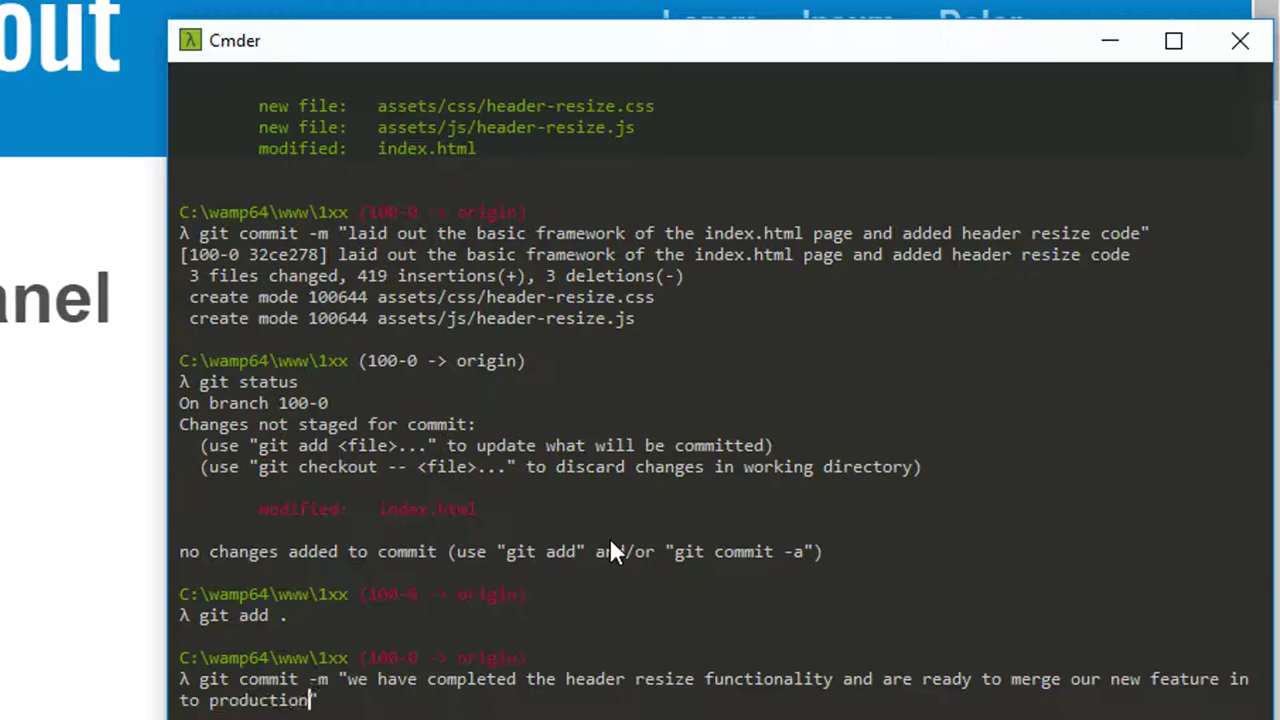 out
Cmder
new file:   assets/css/header-resize.css
new file:   assets/js/header-resize.js
modified:   index.html
C:\wamp64\www\1xx (100-0 -> origin)
λ git commit -m "laid out the basic framework of the index.html page and added header resize code"
[100-0 32ce278] laid out the basic framework of the index.html page and added header resize code
3 files changed, 419 insertions(+), 3 deletions(-)
create mode 100644 assets/css/header-resize.css
create mode 100644 assets/js/header-resize.js
anel
C:\wamp64\www\1xx (100-0 -> origin)
λ git status
On branch 100-0
Changes not staged for commit:
(use "git add <file>..." to update what will be committed)
(use "git checkout -- <file>..." to discard changes in working directory)
modified:   index.html
no changes added to commit (use "git add" and/or "git commit -a")
C:\wamp64\www\1xx (100-0 -> origin)
λ git add .
C:\wamp64\www\1xx (100-0 -> origin)
λ git commit -m "we have completed the header resize functionality and are ready to merge our new feature in
to production"